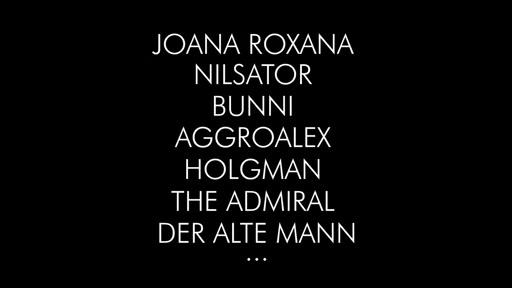 JOANA ROXANA
NILSATOR
BUNNI
AGGROALEX
HOLGMAN
THE ADMIRAL
DER ALTE MANN
...